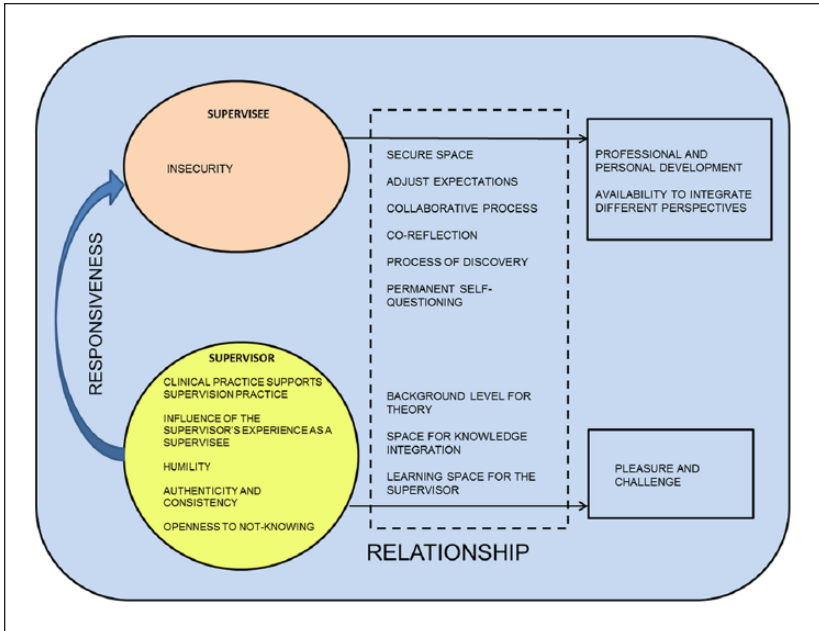 SUPERVISEE
INSECURITY
RESPONSIVENESS
SUPERVISOR
CLINICAL PRACTICE SUPPORTS
SUPERVISION PRACTICE
INFLUENCE OF THE
SUPERVISOR'S EXPERIENCE AS A
SUPERVISEE
HUMILITY
AUTHENTICITY AND
CONSISTENCY
OPENNESS TO NOT-KNOWING
SECURE SPACE
ADJUST EXPECTATIONS
COLLABORATIVE PROCESS
CO-REFLECTION
PROCESS OF DISCOVERY
PERMANENT SELF-
QUESTIONING
BACKGROUND LEVEL FOR
THEORY
SPACE FOR KNOWLEDGE
INTEGRATION
LEARNING SPACE FOR THE
SUPERVISOR
RELATIONSHIP
PROFESSIONAL AND
PERSONAL DEVELOPMENT
AVAILABILITY TO INTEGRATE
DIFFERENT PERSPECTIVES
PLEASURE AND
CHALLENGE